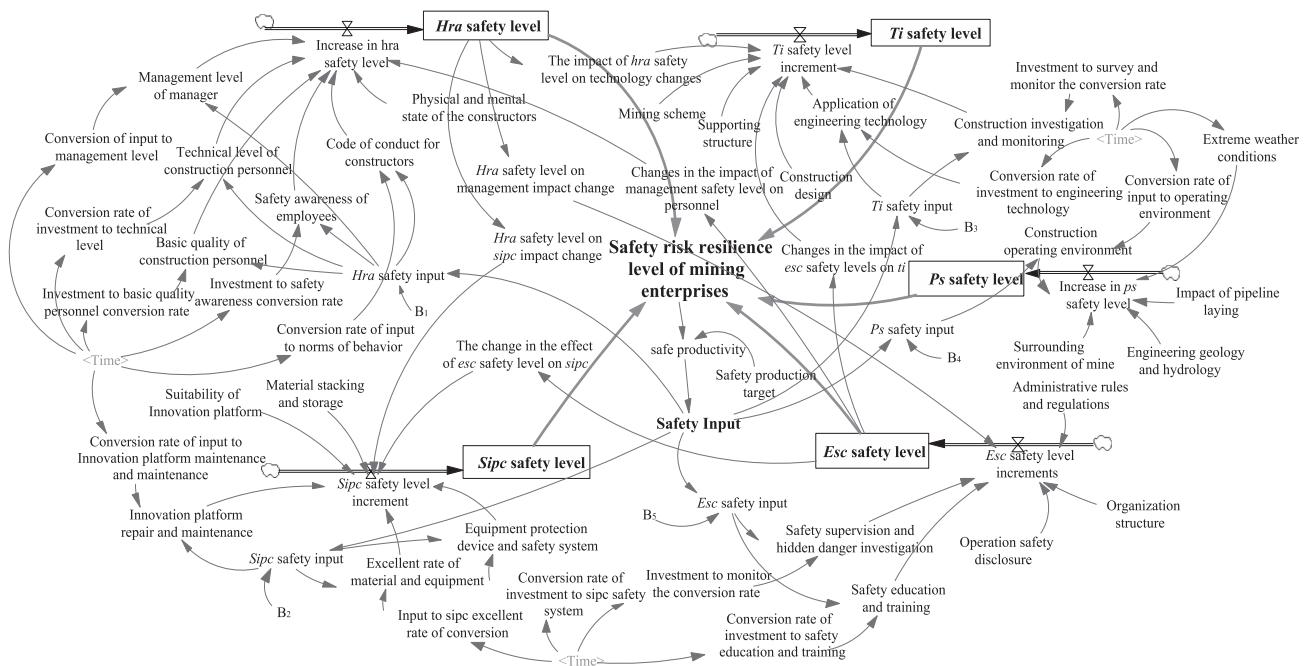 Hra safety level
Increase in hra
safety level
Management level
of manager
The impact of hra safety
level on technology changes
Physical and mental
state of the constructors
Conversion of input to
management level
Technical level of
construction personnel
Code of conduct for
constructors
Hra safety level on
management impact change
Safety awareness of
employees
Conversion rate of
investment to technical
level
Basic quality of
construction personnel
Hra safety level on
sipc impact change
Hra safety input
Investment to basic quality
personnel conversion rate
Investment to safety
awareness conversion rate
B1
Conversion rate of input
to norms of behavior
<Time>
Ti safety level
Ti safety level
increment
Mining scheme
Supporting
structure
Application of
engineering technology
Investment to survey and
monitor the conversion rate
Construction investigation
and monitoring
<Time>
Extreme weather
conditions
Changes in the impact of
management safety level on
personnel
Construction
design
Conversion rate of
investment to engineering
technology
Conversion rate of
input to operating
environment
Ti safety input
B3
Construction
operating environment
Safety risk resilience
level of mining
enterprises
Changes in the impact of
esc safety levels on ti
Ps safety level
Increase in ps
safety level
Impact of pipeline
laying
Ps safety input
B4
Surrounding
environment of mine
Engineering geology
and hydrology
safe productivity
Safety production
target
The change in the effect
of esc safety level on sipc
Safety Input
Administrative rules
and regulations
Suitability of
Innovation platform
Material stacking
and storage
Sipc safety level
Esc safety level
Esc safety level
increments
Conversion rate of input to
Innovation platform maintenance
and maintenance
Sipc safety level
increment
Innovation platform
repair and maintenance
Equipment protection
device and safety system
Esc safety input
B5
Safety supervision and
hidden danger investigation
Organization
structure
Operation safety
disclosure
Sipc safety input
B2
Excellent rate of
material and equipment
Conversion rate of
investment to sipc safety
system
Investment to monitor
the conversion rate
Safety education
and training
Input to sipc excellent
rate of conversion
Conversion rate of
investment to safety
education and training
<Time>